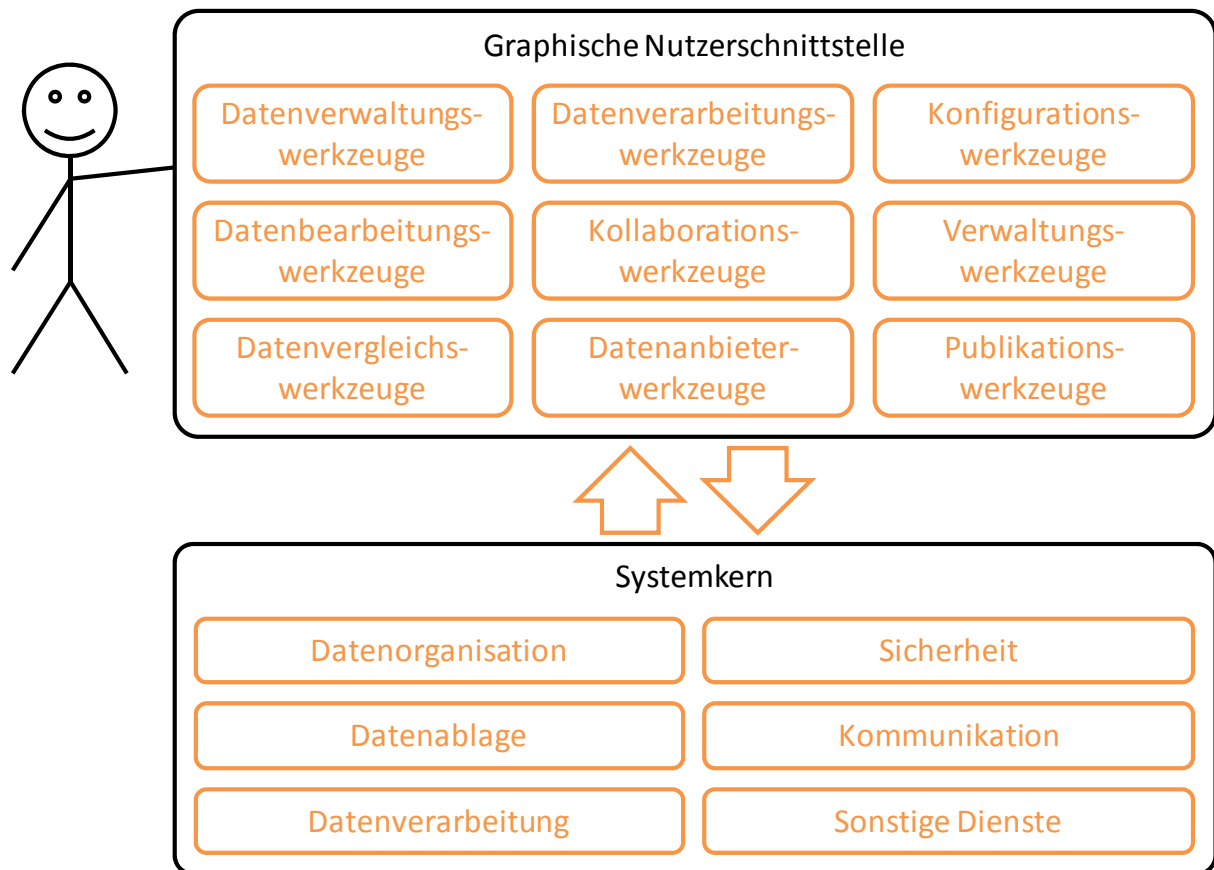 Graphische Nutzerschnittstelle
Datenverwaltungs-
werkzeuge
Datenverarbeitungs-
werkzeuge
Konfigurations-
werkzeuge
Datenbearbeitungs-
werkzeuge
Kollaborations-
werkzeuge
Verwaltungs-
werkzeuge
Datenvergleichs-
werkzeuge
Datenanbieter-
werkzeuge
Publikations-
werkzeuge
Systemkern
Datenorganisation
Sicherheit
Datenablage
Kommunikation
Datenverarbeitung
Sonstige Dienste